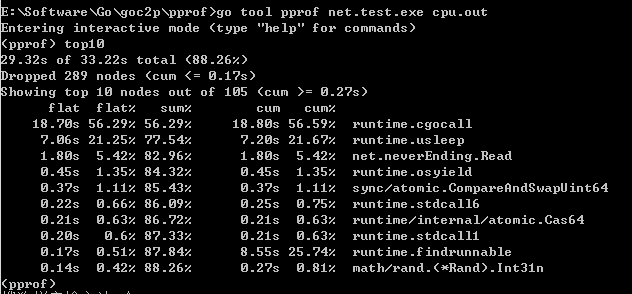 E:\Software\Go\goc2p\pprof>go tool pprof net.test.exe cpu.out
Entering interactive mode (type "help" for commands)
(pprof) top10
29.32s of 33.22s total (88.26%)
Dropped 289 nodes (cum <= 0.17s)
Showing top 10 nodes out of 105 (cum >= 0.27s)
flat flat% sum% cum cum%
18.70s 56.29% 56.29% 18.80s 56.59% runtime.cgocall
7.06s 21.25% 77.54% 7.20s 21.67% runtime.usleep
1.80s 5.42% 82.96% 1.80s 5.42% net.neverEnding.Read
0.45s 1.35% 84.32% 0.45s 1.35% runtime.osyield
0.37s 1.11% 85.43% 0.37s 1.11% sync/atomic.CompareAndSwapUint64
0.22s 0.66% 86.09% 0.25s 0.75% runtime.stdcall6
0.21s 0.63% 86.72% 0.21s 0.63% runtime/internal/atomic.Cas64
0.20s 0.6% 87.33% 0.21s 0.63% runtime.stdcall1
0.17s 0.51% 87.84% 8.55s 25.74% runtime.findrunnable
0.14s 0.42% 88.26% 0.27s 0.81% math/rand.(*Rand).Int31n
(pprof)